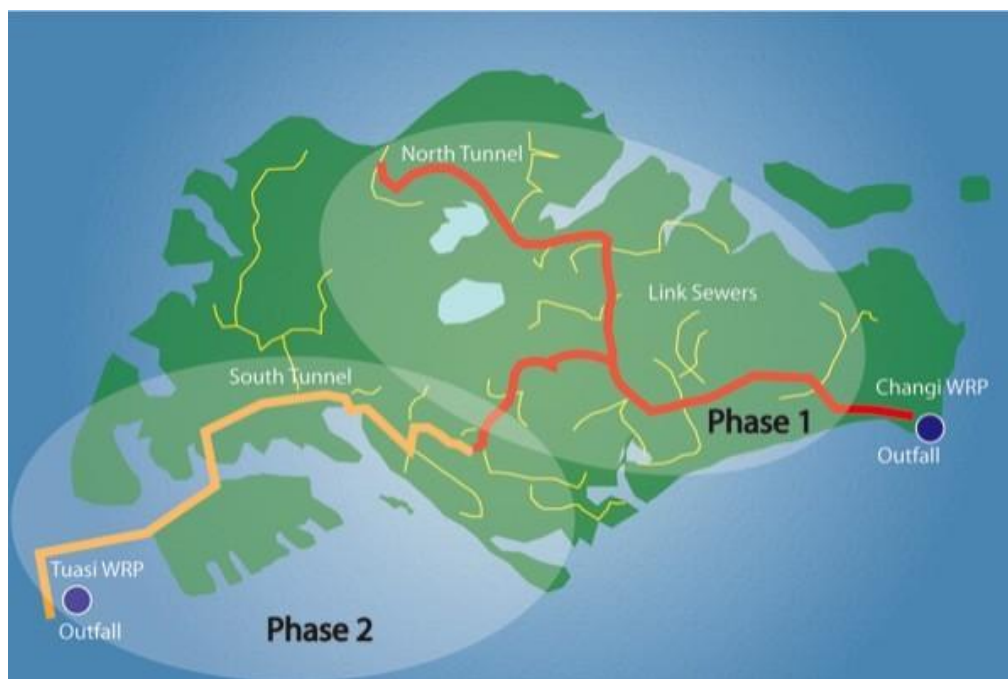 North Tunnel
Link Sewers
South Tunnel
Changi WRP
Phase 1
Outfall
Tuasi WRP
Outfall
Phase 2